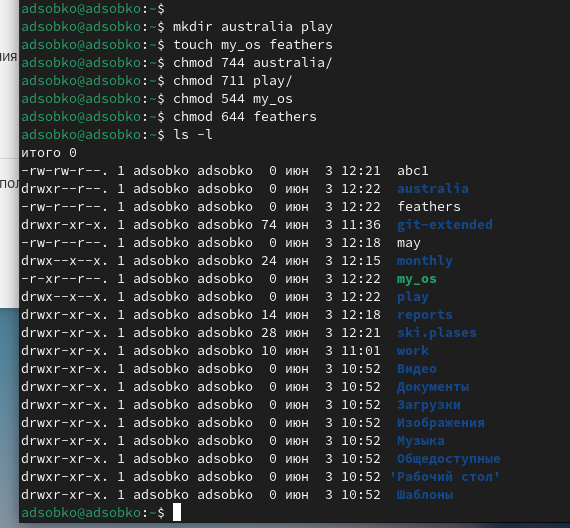 adsobko@adsobko:~$
adsobko@adsobko:~$ mkdir australia play
adsobko@adsobko:~$ touch my_os feathers
adsobko@adsobko:~$ chmod 744 australia/
adsobko@adsobko:~$ chmod 711 play/
adsobko@adsobko:~$ chmod 544 my_os
adsobko@adsobko:~$ chmod 644 feathers
adsobko@adsobko:~$ ls -l
итого 0
-rw-rw-r--. 1 adsobko adsobko  0 июн  3 12:21  abc1
drwxr--r--. 1 adsobko adsobko  0 июн  3 12:22  australia
-rw-r--r--. 1 adsobko adsobko  0 июн  3 12:22  feathers
drwxr-xr-x. 1 adsobko adsobko 74 июн  3 11:36  git-extended
-rw-r--r--. 1 adsobko adsobko  0 июн  3 12:18  may
drwx--x--x. 1 adsobko adsobko 24 июн  3 12:15  monthly
-r-xr--r--. 1 adsobko adsobko  0 июн  3 12:22  my_os
drwx--x--x. 1 adsobko adsobko  0 июн  3 12:22  play
drwxr-xr-x. 1 adsobko adsobko 14 июн  3 12:18  reports
drwxr-xr-x. 1 adsobko adsobko 28 июн  3 12:21  ski.plases
drwxr-xr-x. 1 adsobko adsobko 10 июн  3 11:01  work
drwxr-xr-x. 1 adsobko adsobko  0 июн  3 10:52  Видео
drwxr-xr-x. 1 adsobko adsobko  0 июн  3 10:52  Документы
drwxr-xr-x. 1 adsobko adsobko  0 июн  3 10:52  Загрузки
drwxr-xr-x. 1 adsobko adsobko  0 июн  3 10:52  Изображения
drwxr-xr-x. 1 adsobko adsobko  0 июн  3 10:52  Музыка
drwxr-xr-x. 1 adsobko adsobko  0 июн  3 10:52  Общедоступные
drwxr-xr-x. 1 adsobko adsobko  0 июн  3 10:52 'Рабочий стол'
drwxr-xr-x. 1 adsobko adsobko  0 июн  3 10:52  Шаблоны
adsobko@adsobko:~$